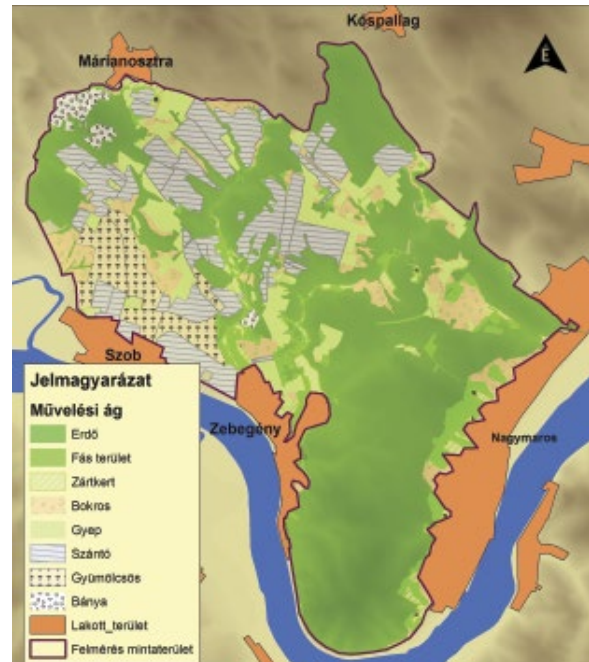 Kóspallag
Márianosztra
É
Szob
Zebegény
Nagymaros
Jelmagyarázat
Művelési ág
Erdő
Fás terület
Zártkert
Bokros
Gyep
Szántó
Gyümölcsös
Bánya
Lakott_terület
Felmérés mintaterület